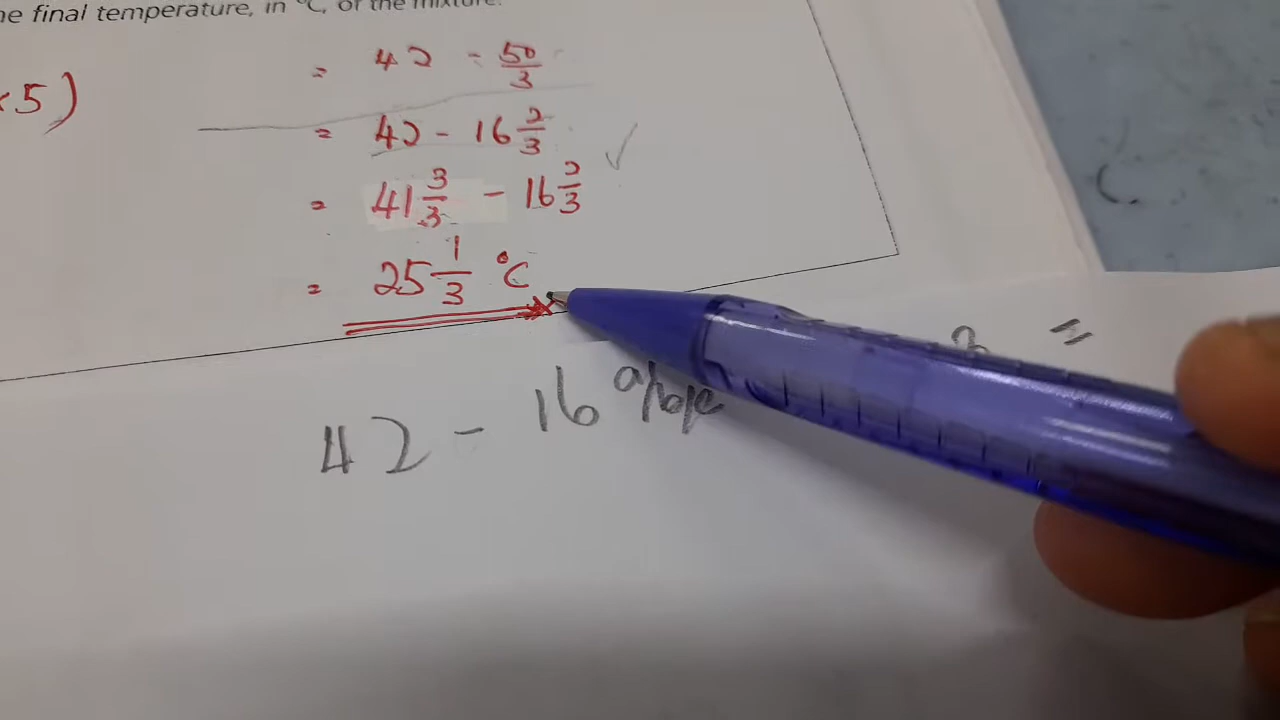 he final temperature, in °C, of the mixture.
= 42 - 50/3
×5)
= 42 - 16 2/3
= 41 3/3 - 16 2/3 ✓
= 25 1/3 °C
=
42 - 16 a b/c